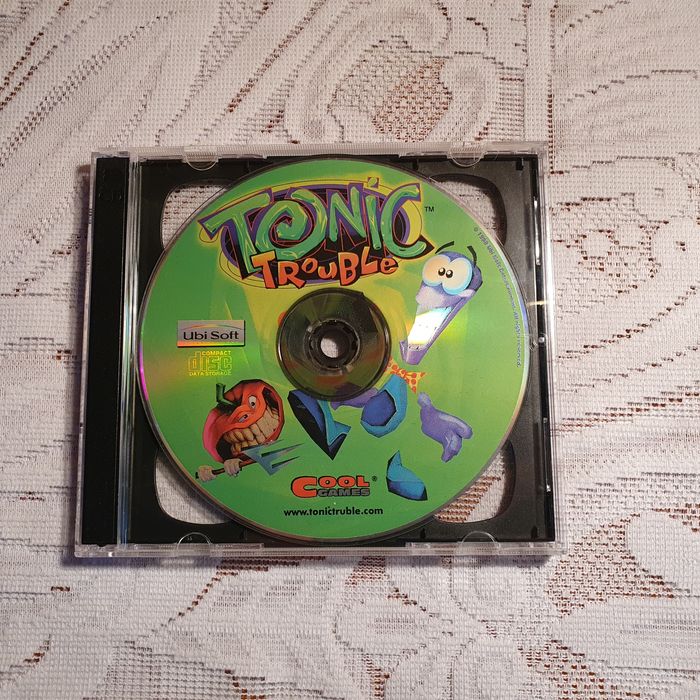 TONIC
TROUBLE
TM
Ubi Soft
COMPACT
disc
DATA STORAGE
COOL®
GAMES
www.tonictruble.com